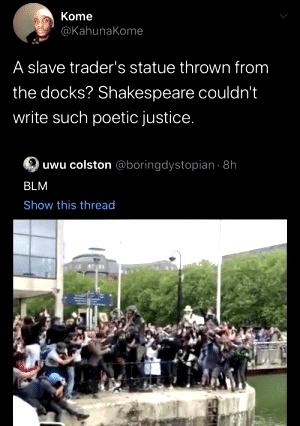 Kome
@KahunaKome
A slave trader's statue thrown from
the docks? Shakespeare couldn't
write such poetic justice.
uwu colston @boringdystopian · 8h
BLM
Show this thread